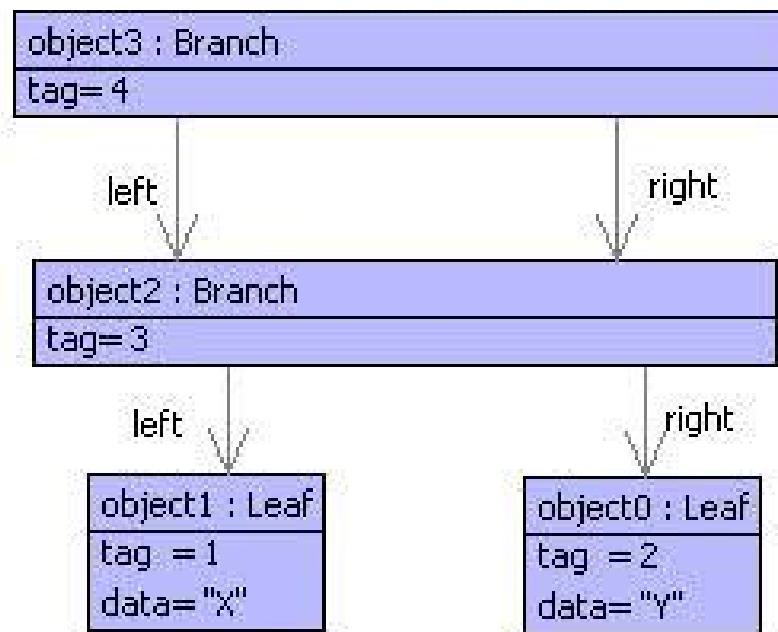 object3 : Branch
tag= 4
left
right
object2 : Branch
tag= 3
left
right
object1 : Leaf
tag = 1
data= "X"
object0 : Leaf
tag = 2
data= "Y"